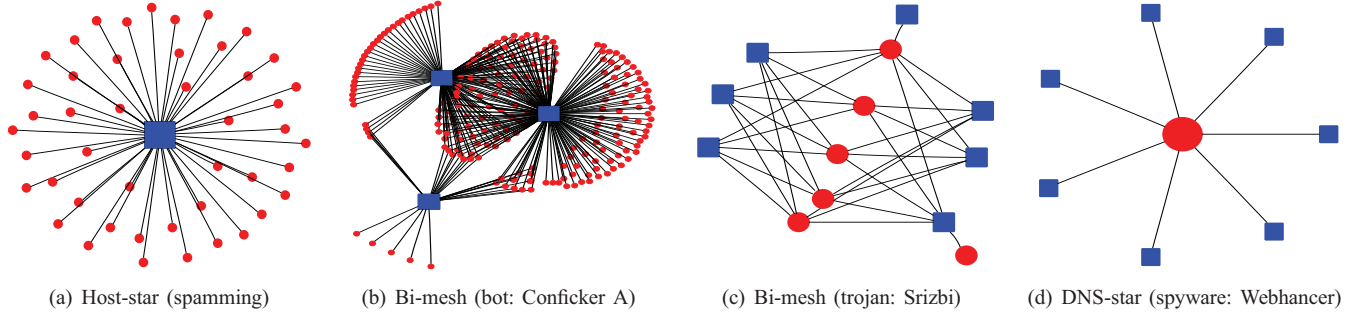 (a) Host-star (spamming)
(b) Bi-mesh (bot: Conficker A)
(c) Bi-mesh (trojan: Srizbi)
(d) DNS-star (spyware: Webhancer)